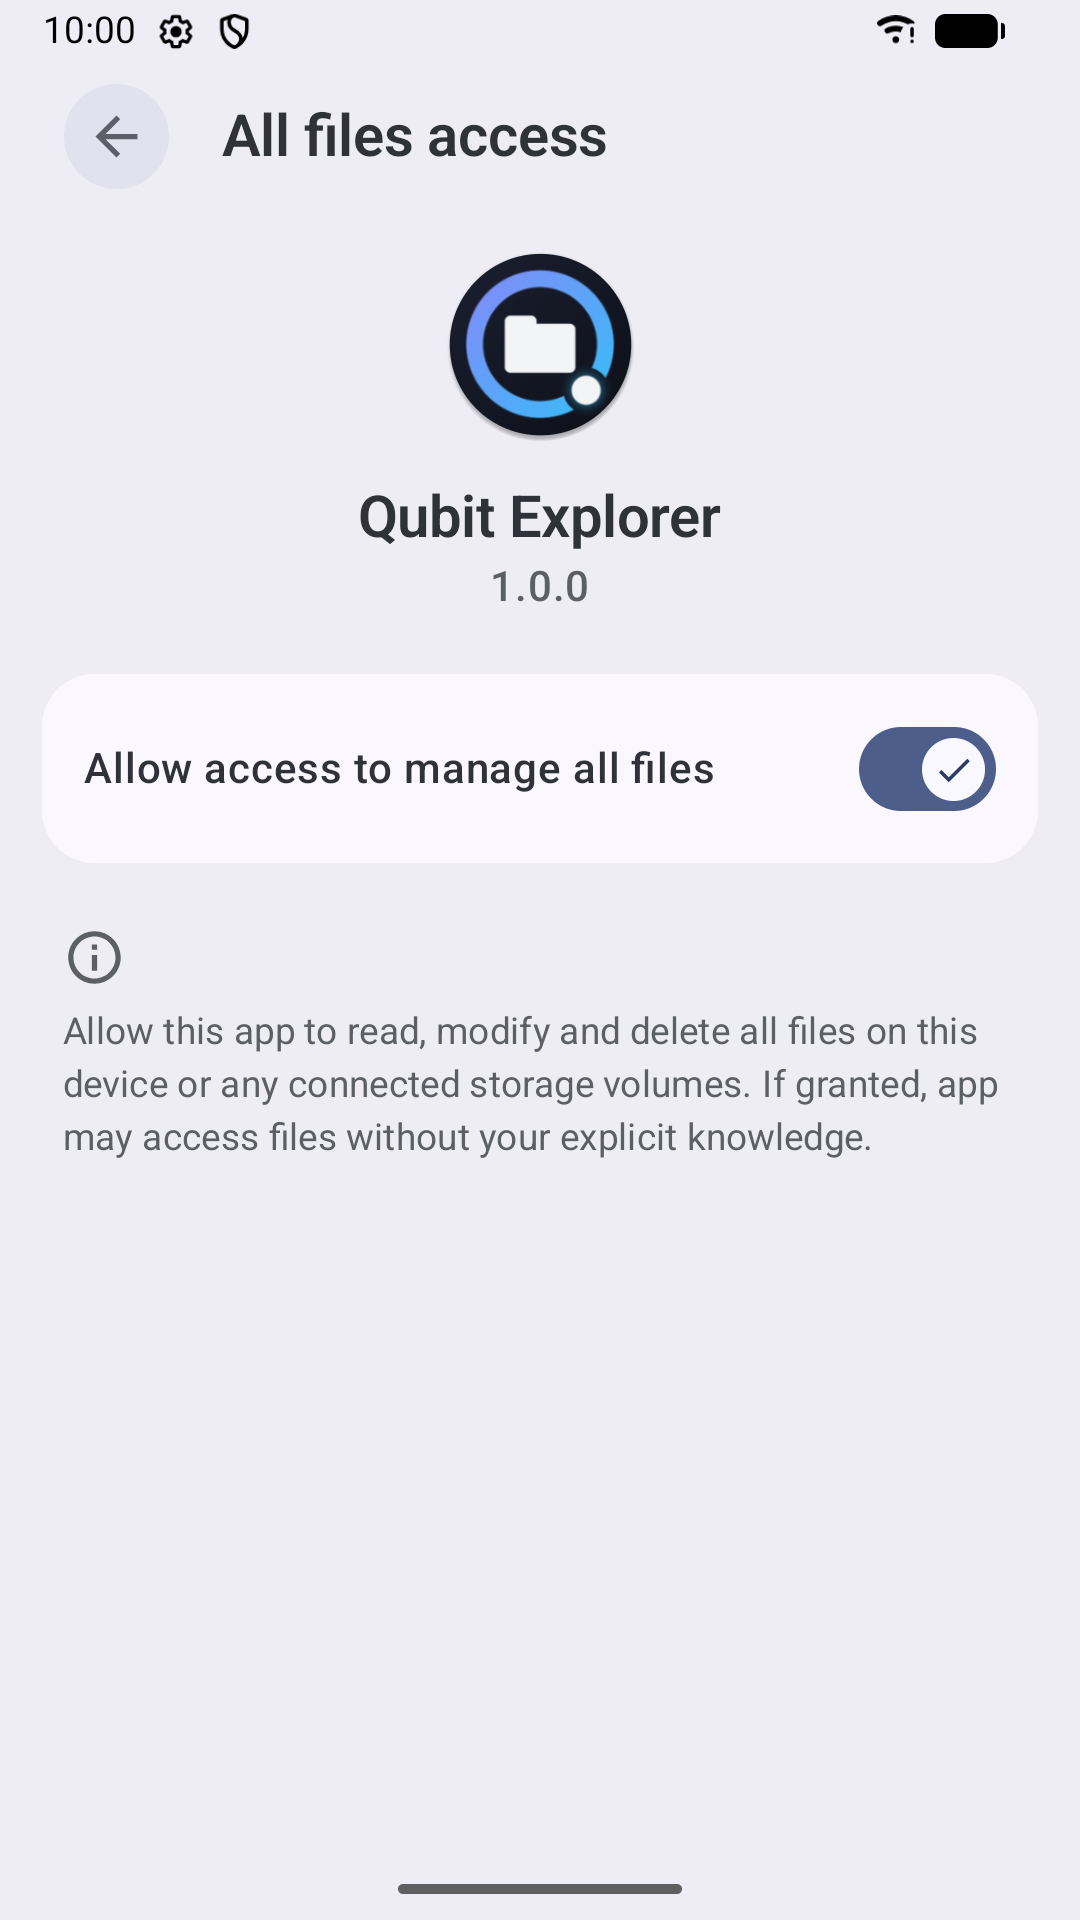 10:00
All files access
Qubit Explorer
1.0.0
Allow access to manage all files
Allow this app to read, modify and delete all files on this
device or any connected storage volumes. If granted, app
may access files without your explicit knowledge.